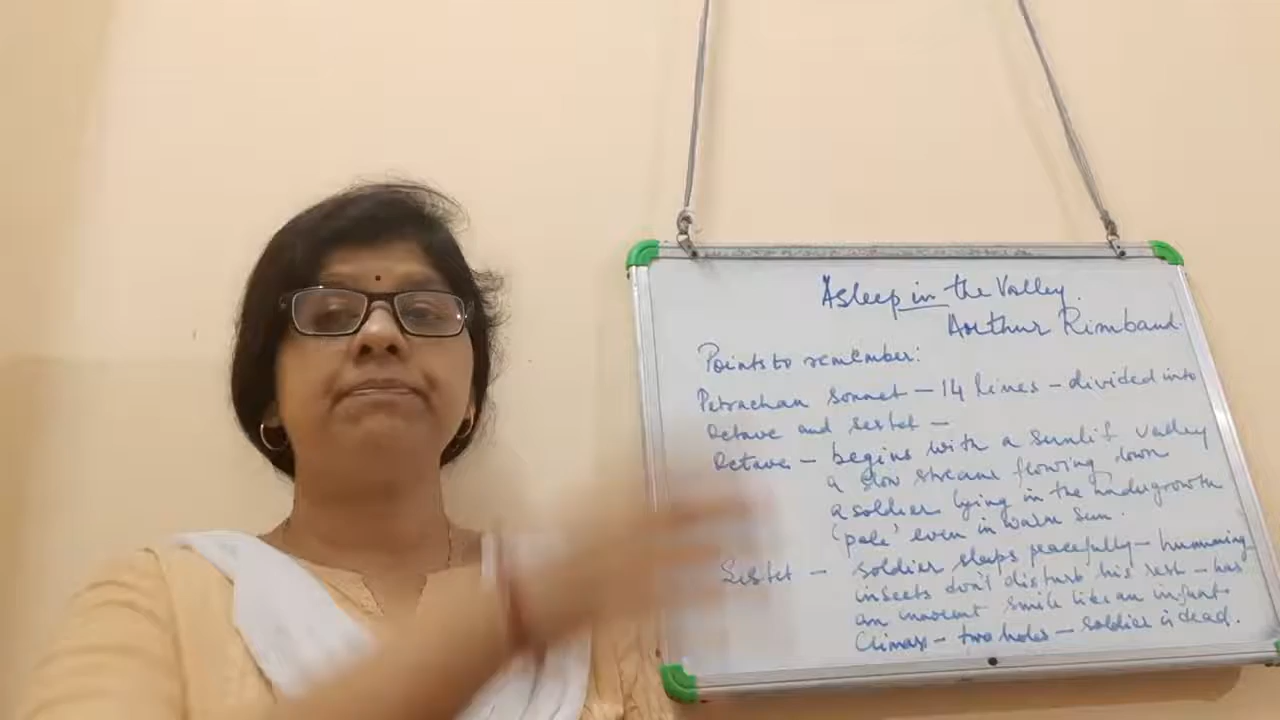 Asleep in the Valley.
Arthur Rimbaud.
Points to remember:
Petrachan sonnet – 14 lines – divided into
Octave and sestet –
Octave – begins with a sunlit valley
a slow stream flowing down
a soldier lying in the undergrowth
'pale' even in warm sun.
Sestet – soldier sleeps peacefully – humming
insects don't disturb his rest – has
an innocent smile like an infant.
Climax – two holes – soldier is dead.